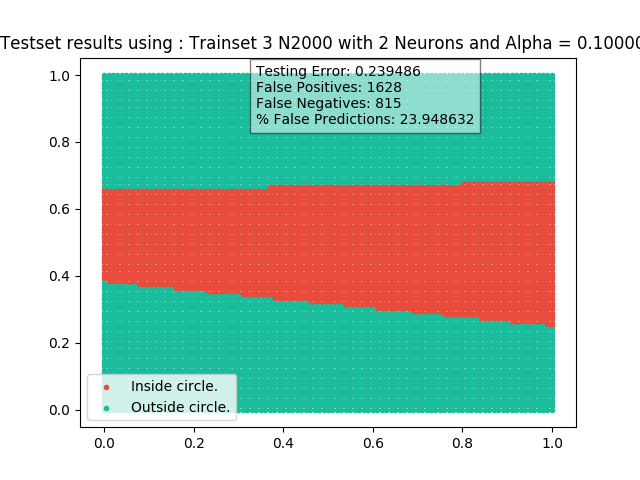 Testset results using : Trainset 3 N2000 with 2 Neurons and Alpha = 0.10000
Testing Error: 0.239486
False Positives: 1628
False Negatives: 815
% False Predictions: 23.948632
1.0
0.8
0.6
0.4
0.2
0.0
Inside circle.
Outside circle.
0.0 0.2 0.4 0.6 0.8 1.0